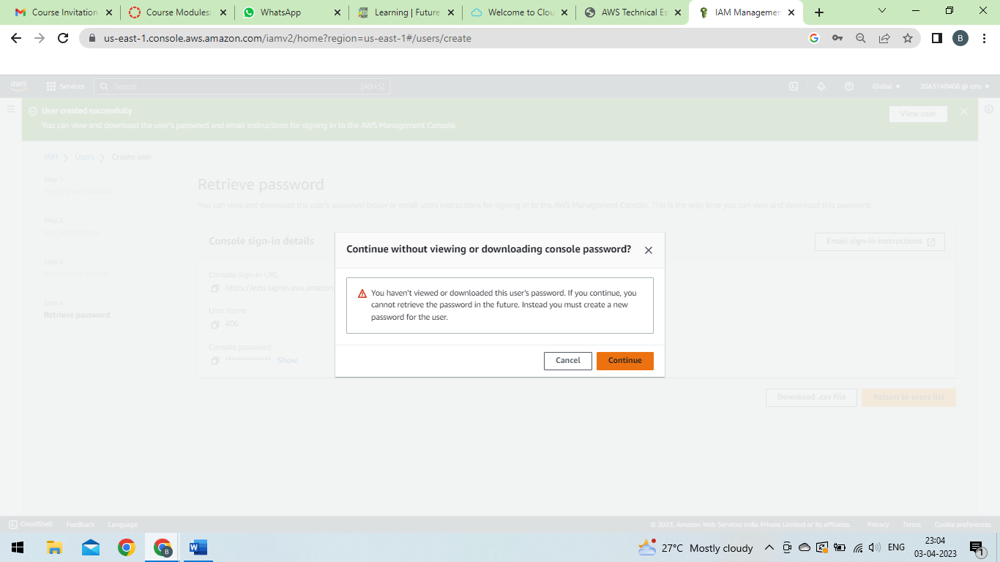 Course Invitation
Course Modules:
WhatsApp
Learning | Future
Welcome to Clou
AWS Technical Es
IAM Managemen
us-east-1.console.aws.amazon.com/iamv2/home?region=us-east-1#/users/create
B
aws
Services
Search
[Alt+S]
Global
20A31A0406 @ ezts
User created successfully
You can view and download the user's password and email instructions for signing in to the AWS Management Console.
View user
IAM
Users
Create user
Step 1
Specify user details
Step 2
Set permissions
Step 3
Review and create
Step 4
Retrieve password
Retrieve password
You can view and download the user's password below or email users instructions for signing in to the AWS Management Console. This is the only time you can view and download this password.
Console sign-in details
Email sign-in instructions
Console sign-in URL
https://ezts.signin.aws.amazon.
User name
406
Console password
***************
Show
Continue without viewing or downloading console password?
You haven't viewed or downloaded this user's password. If you continue, you
cannot retrieve the password in the future. Instead you must create a new
password for the user.
Cancel
Continue
Download .csv file
Return to users list
CloudShell
Feedback
Language
© 2023, Amazon Web Services India Private Limited or its affiliates.
Privacy
Terms
Cookie preferences
B
W
27°C Mostly cloudy
ENG
23:04
03-04-2023
1